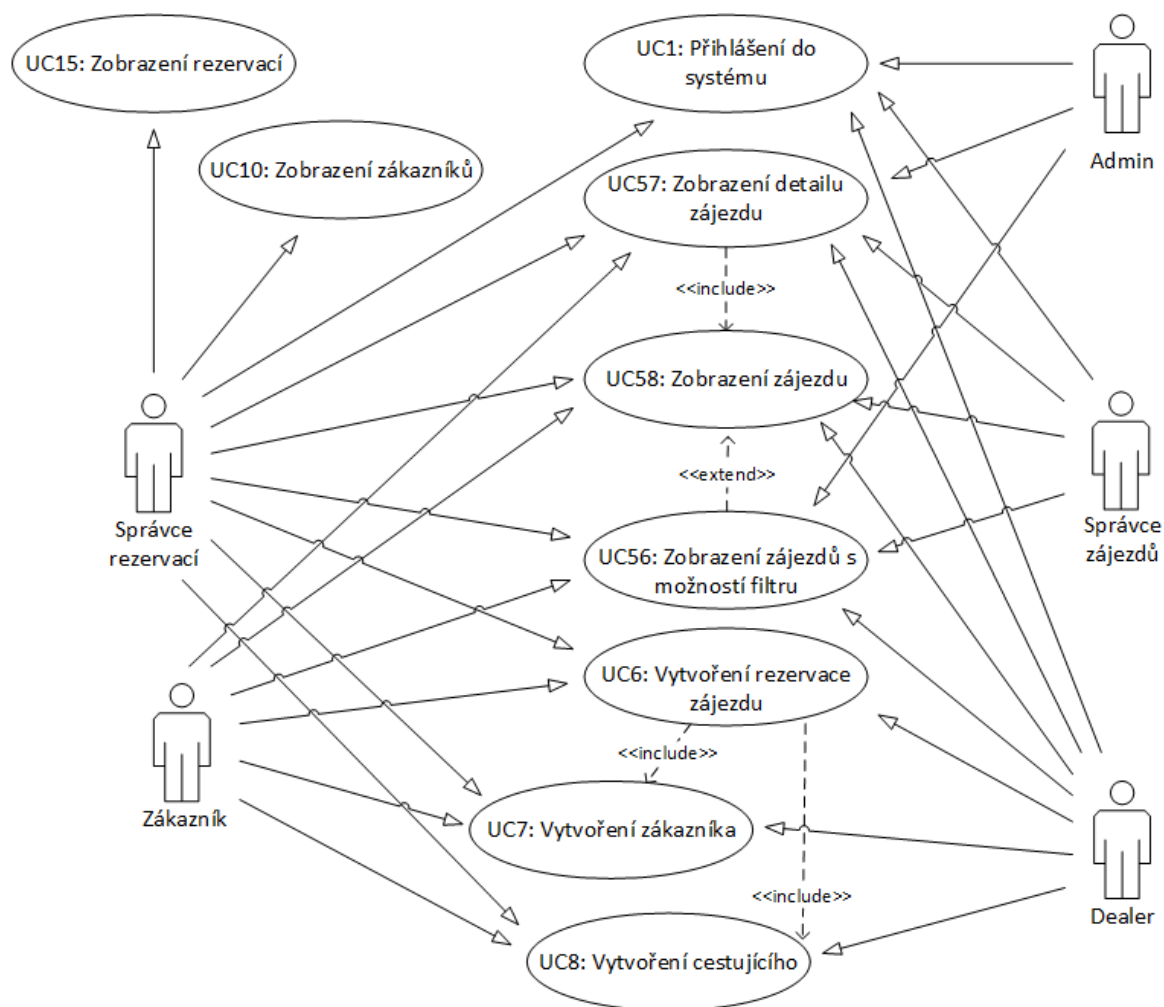 UC15: Zobrazení rezervací
UC1: Přihlášení do
systému
UC10: Zobrazení zákazníků
Admin
UC57: Zobrazení detailu
zájezdu
<<include>>
UC58: Zobrazení zájezdu
<<extend>>
Správce
rezervací
Správce
zájezdů
UC56: Zobrazení zájezdů s
možností filtru
UC6: Vytvoření rezervace
zájezdu
<<include>>
Zákazník
UC7: Vytvoření zákazníka
<<include>>
Dealer
UC8: Vytvoření cestujícího